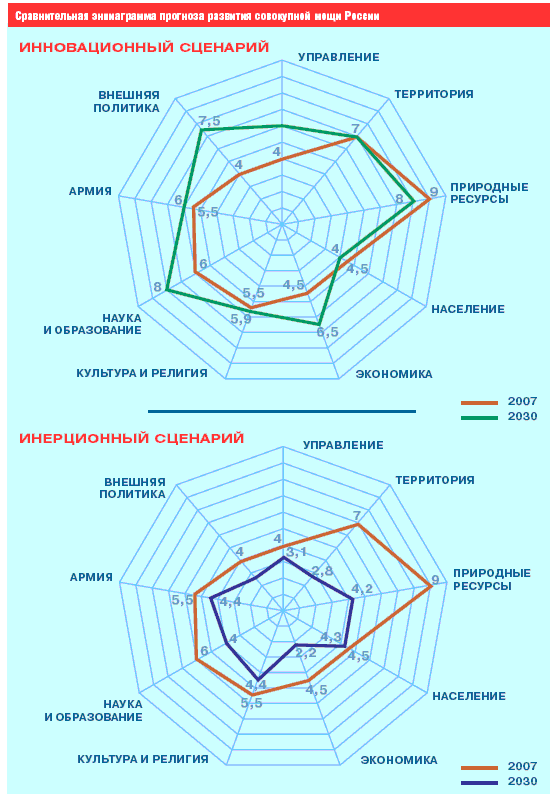 Сравнительная эннеаграмма прогноза развития совокупной мощи России
ИННОВАЦИОННЫЙ СЦЕНАРИЙ
УПРАВЛЕНИЕ
ВНЕШНЯЯ
ПОЛИТИКА
ТЕРРИТОРИЯ
7,5
7
4
4
АРМИЯ
ПРИРОДНЫЕ
РЕСУРСЫ
6
8
9
5,5
4
6
4,5
8
5,5
4,5
НАСЕЛЕНИЕ
НАУКА
И ОБРАЗОВАНИЕ
5,9
6,5
КУЛЬТУРА И РЕЛИГИЯ
ЭКОНОМИКА
2007
2030
ИНЕРЦИОННЫЙ СЦЕНАРИЙ
УПРАВЛЕНИЕ
ВНЕШНЯЯ
ПОЛИТИКА
ТЕРРИТОРИЯ
7
4
4
3,1
2,8
АРМИЯ
ПРИРОДНЫЕ
РЕСУРСЫ
9
4,2
5,5
4,4
4
4,3
6
2,2
4,5
4,4
4,5
5,5
НАСЕЛЕНИЕ
НАУКА
И ОБРАЗОВАНИЕ
КУЛЬТУРА И РЕЛИГИЯ
ЭКОНОМИКА
2007
2030